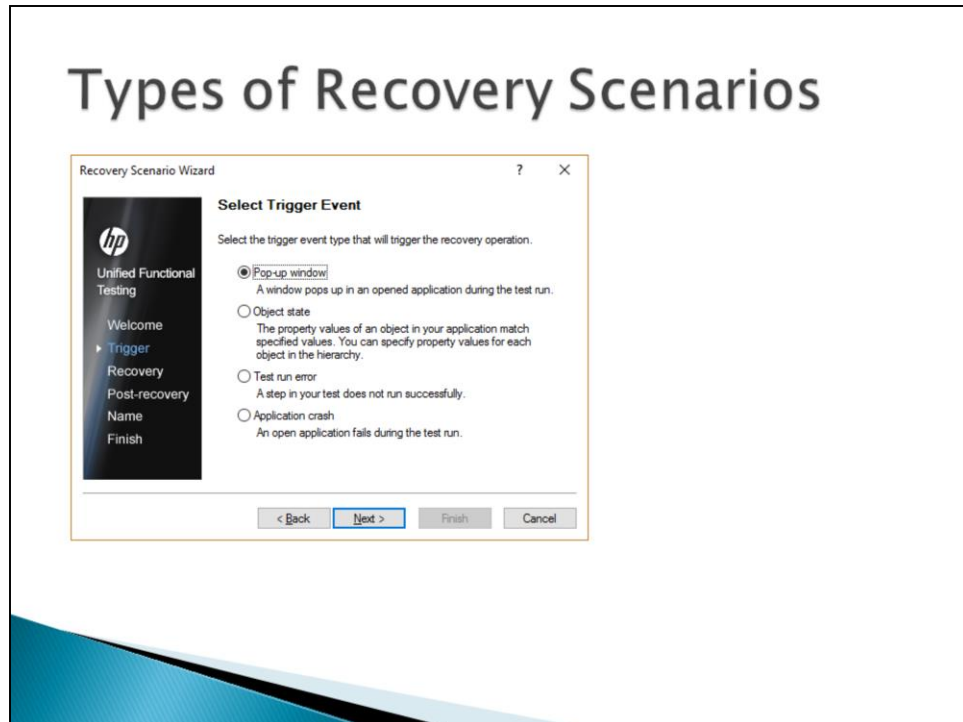 Types of Recovery Scenarios
Recovery Scenario Wizard
?
hp
Unified Functional
Testing
Welcome
Trigger
Recovery
Post-recovery
Name
Finish
Select Trigger Event
Select the trigger event type that will trigger the recovery operation.
Pop-up window
A window pops up in an opened application during the test run.
Object state
The property values of an object in your application match
specified values. You can specify property values for each
object in the hierarchy.
Test run error
A step in your test does not run successfully.
Application crash
An open application fails during the test run.
< Back
Next >
Finish
Cancel